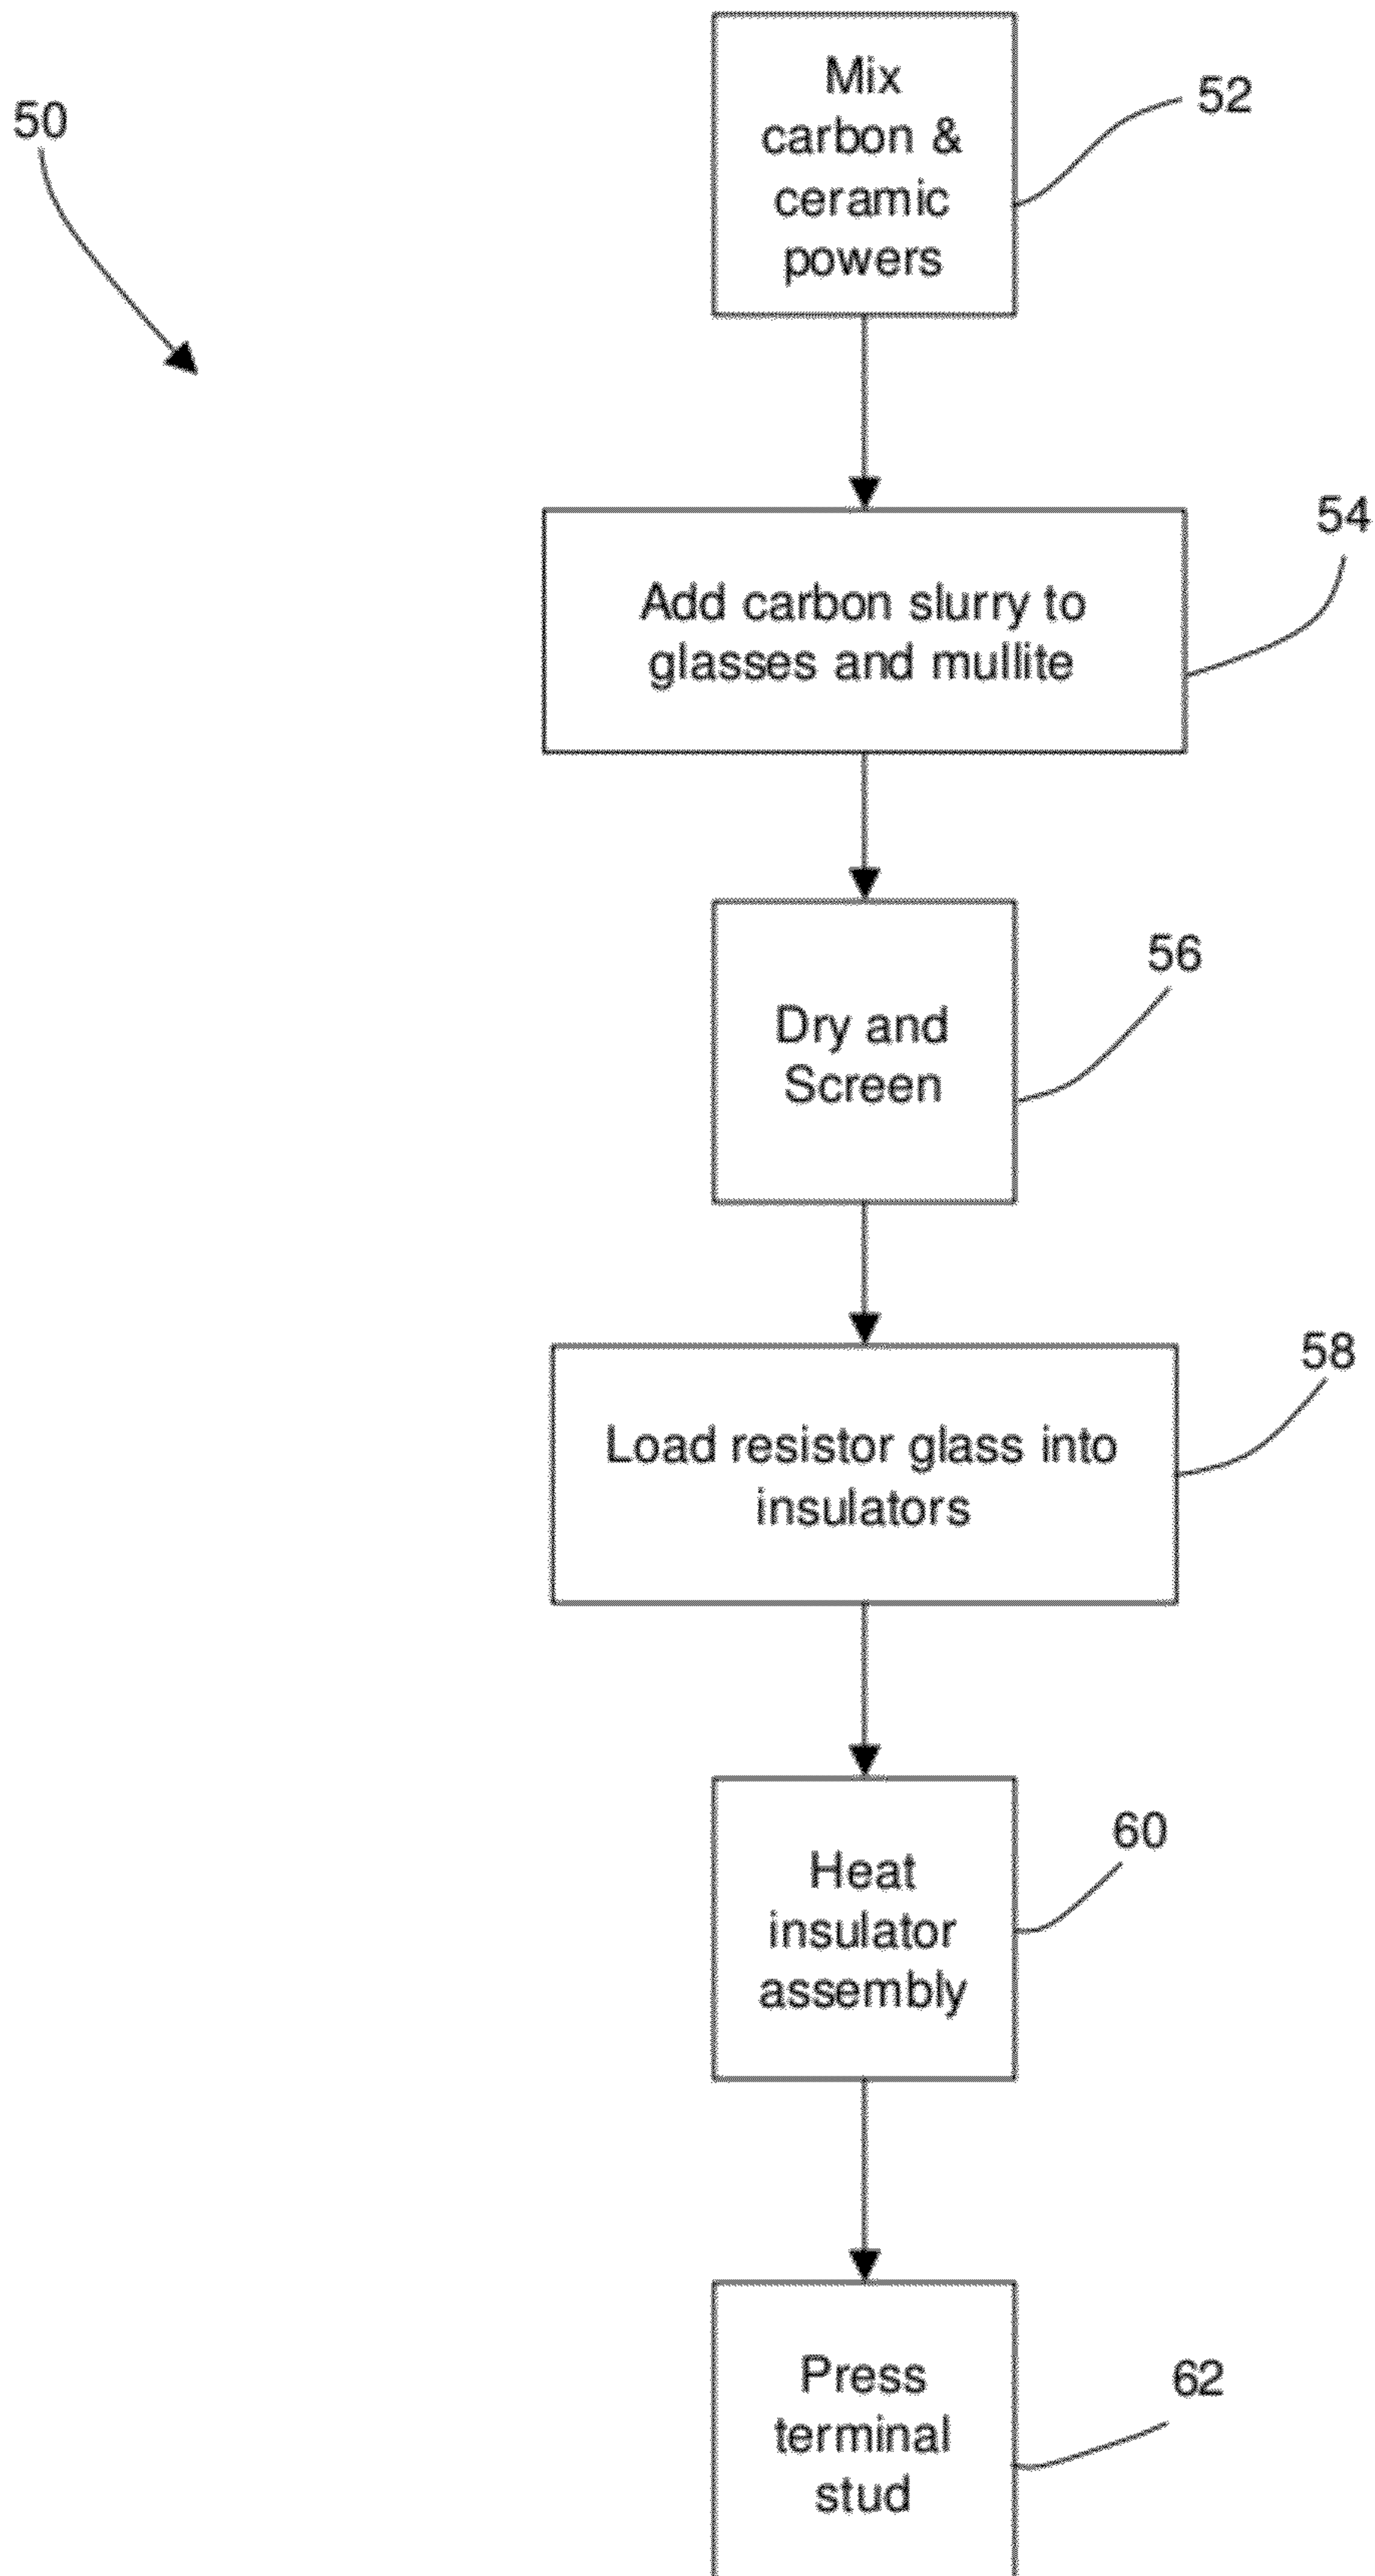 50
Mix
carbon &
ceramic
powers
52
Add carbon slurry to
glasses and mullite
54
Dry and
Screen
56
Load resistor glass into
insulators
58
Heat
insulator
assembly
60
Press
terminal
stud
62